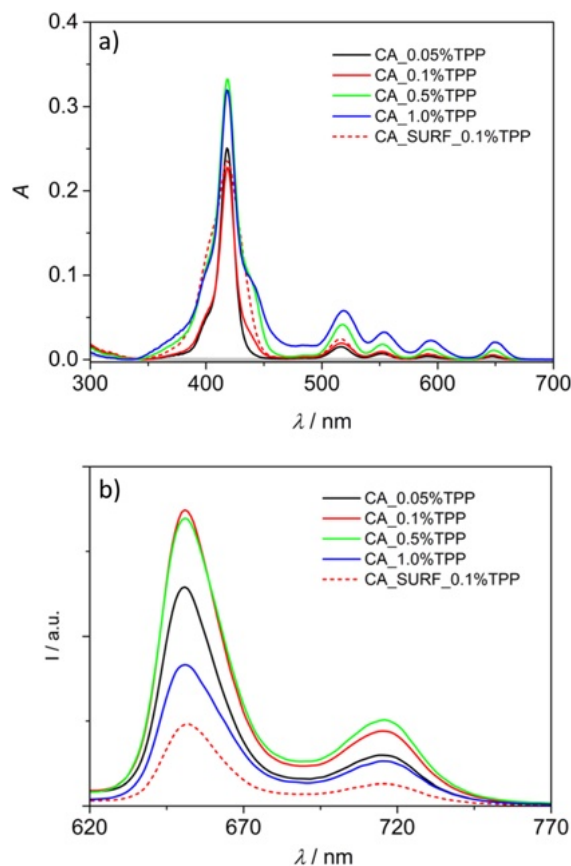 a)
CA_0.05%TPP
CA_0.1%TPP
CA_0.5%TPP
CA_1.0%TPP
CA_SURF_0.1%TPP
A
0.4
0.3
0.2
0.1
0.0
300 400 500 600 700
λ / nm
b)
CA_0.05%TPP
CA_0.1%TPP
CA_0.5%TPP
CA_1.0%TPP
CA_SURF_0.1%TPP
I / a.u.
620 670 720 770
λ / nm